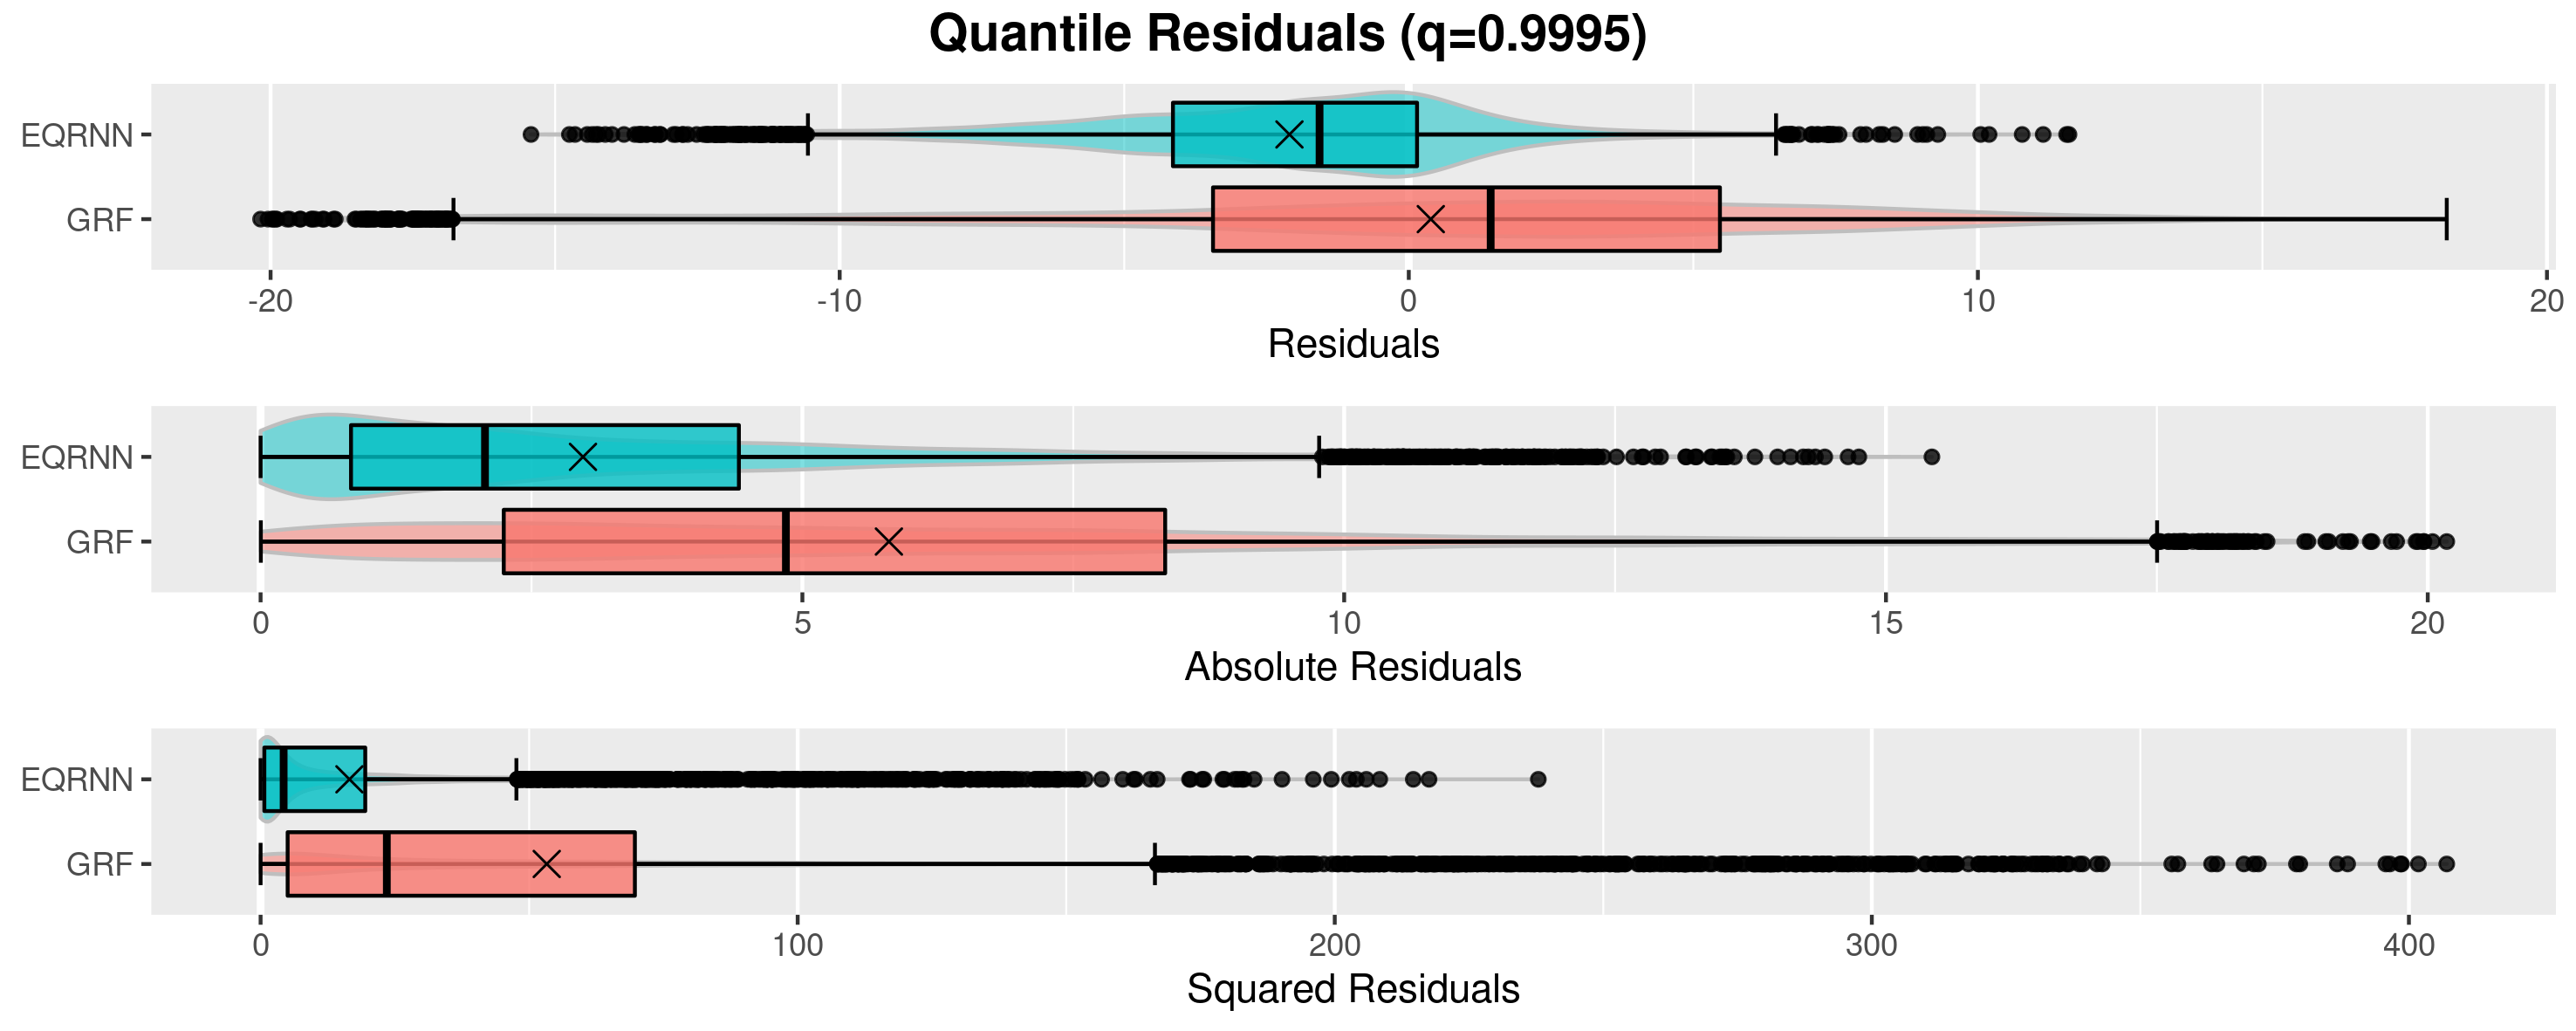 Quantile Residuals (q=0.9995)
EQRNN
GRF
-20 -10 0 10 20
Residuals
EQRNN
GRF
0 5 10 15 20
Absolute Residuals
EQRNN
GRF
0 100 200 300 400
Squared Residuals